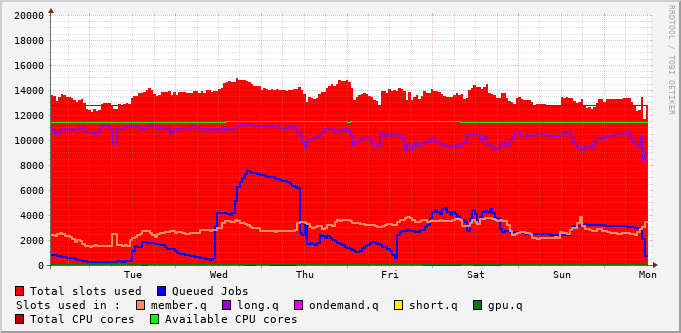 20000
18000
16000
14000
12000
10000
8000
6000
4000
2000
0
Tue Wed Thu Fri Sat Sun Mon
RRDTOOL / TOBI OETIKER
Total slots used Queued Jobs
Slots used in : member.q long.q ondemand.q short.q gpu.q
Total CPU cores Available CPU cores